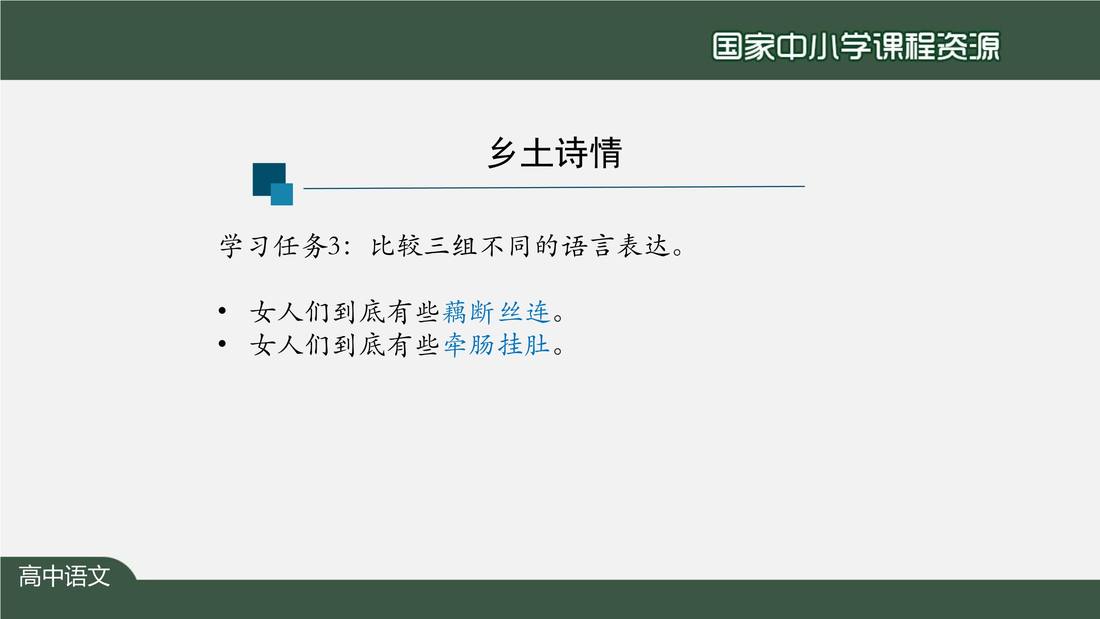 国家中小学课程资源
乡土诗情
学习任务3：比较三组不同的语言表达。
• 女人们到底有些藕断丝连。
• 女人们到底有些牵肠挂肚。
高中语文